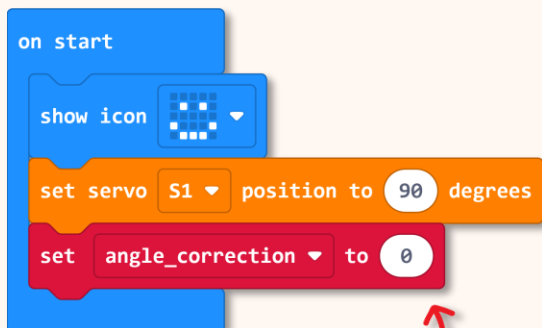 on start
show icon
set servo S1 position to 90 degrees
set angle_correction to 0